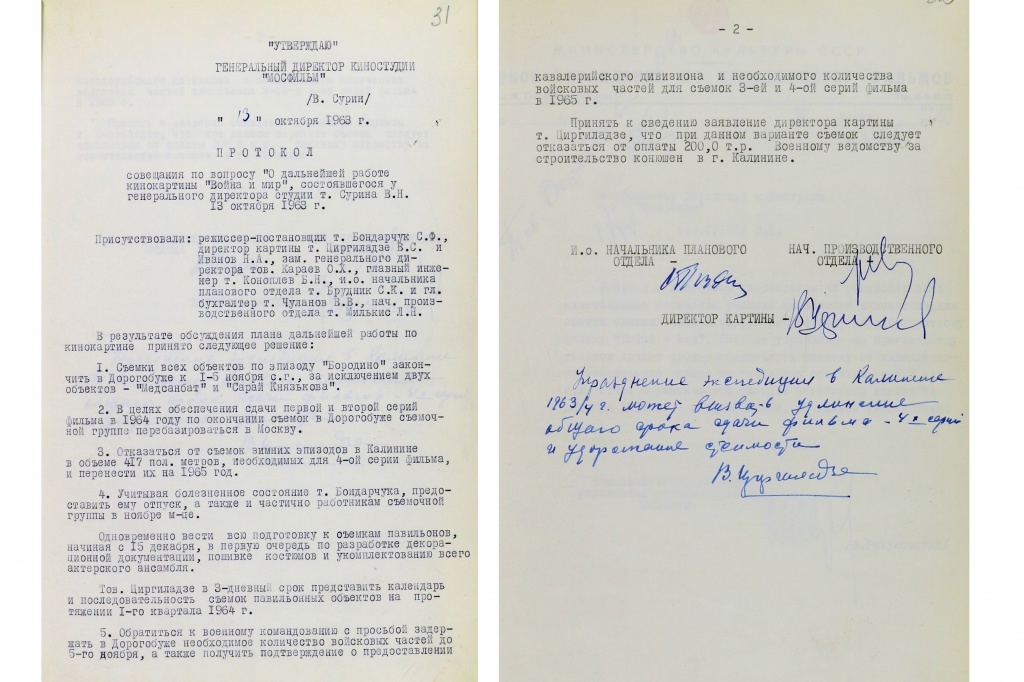 31
"УТВЕРЖДАЮ"
ГЕНЕРАЛЬНЫЙ ДИРЕКТОР КИНОСТУДИИ
"МОСФИЛЬМ"
/В. Сурин/
" 13 " октября 1963 г.
ПРОТОКОЛ
совещания по вопросу "О дальнейшей работе
кинокартины "Война и мир", состоявшегося у
генерального директора студии т. Сурина В.Н.
13 октября 1963 г.
Присутствовали: режиссер-постановщик т. Бондарчук С.Ф.,
директор картины т. Циргиладзе В.С. и
Иванов Н.А., зам. генерального ди-
ректора тов. Караев О.Х., главный инже-
нер т. Коноплев Б.Н., и.о. начальника
планового отдела т. Брудник С.К. и гл.
бухгалтер т. Чуланов В.В., нач. произ-
водственного отдела т. Милькис Л.Н.
В результате обсуждения плана дальнейшей работы по
кинокартине принято следующее решение:
1. Съемки всех объектов по эпизоду "Бородино" закон-
чить в Дорогобуже к 1-5 ноября с.г., за исключением двух
объектов - "Медсанбат" и "Сарай Князькова".
2. В целях обеспечения сдачи первой и второй серий
фильма в 1964 году по окончании съемок в Дорогобуже съемоч-
ной группе перебазироваться в Москву.
3. Отказаться от съемок зимних эпизодов в Калинине
в объеме 417 пол. метров, необходимых для 4-ой серии фильма,
и перенести их на 1965 год.
4. Учитывая болезненное состояние т. Бондарчука, предо-
ставить ему отпуск, а также и частично работникам съемочной
группы в ноябре м-це.
Одновременно вести всю подготовку к съемкам павильонов,
начиная с 15 декабря, в первую очередь по разработке декора-
ционной документации, пошивке костюмов и укомплектованию всего
актерского ансамбля.
Тов. Циргиладзе в 3-дневный срок представить календарь
и последовательность съемок павильонных объектов на про-
тяжении 1-го квартала 1964 г.
5. Обратиться к военному командованию с просьбой задер-
жать в Дорогобуже необходимое количество войсковых частей до
5-го ноября, а также получить подтверждение о предоставлении
- 2 -
кавалерийского дивизиона и необходимого количества
войсковых частей для съемок 3-ей и 4-ой серий фильма
в 1965 г.
Принять к сведению заявление директора картины
т. Циргиладзе, что при данном варианте съемок следует
отказаться от оплаты 200,0 т.р. Военному ведомству за
строительство конюшен в г. Калинине.
И.о. НАЧАЛЬНИКА ПЛАНОВОГО
ОТДЕЛА -
НАЧ. ПРОИЗВОДСТВЕННОГО
ОТДЕЛА -
ДИРЕКТОР КАРТИНЫ -
Упразднение экспедиции в Калинине
1963/4 г. может вызвать удлинение
общего срока сдачи фильма - 4х серий
и удорожание стоимости
В. Циргиладзе